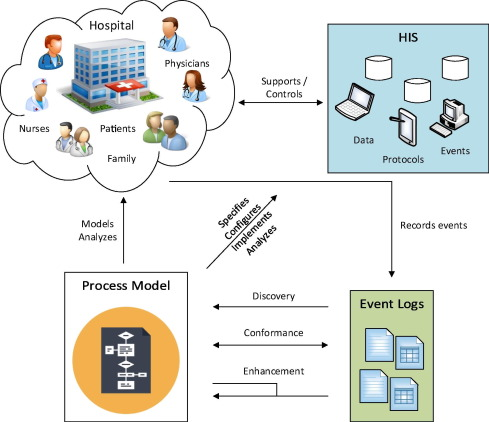 Hospital
Physicians
Nurses
Patients
Family
HIS
Data
Protocols
Events
Supports /
Controls
Models
Analyzes
Specifies
Configures
Implements
Analyzes
Records events
Process Model
Discovery
Conformance
Enhancement
Event Logs